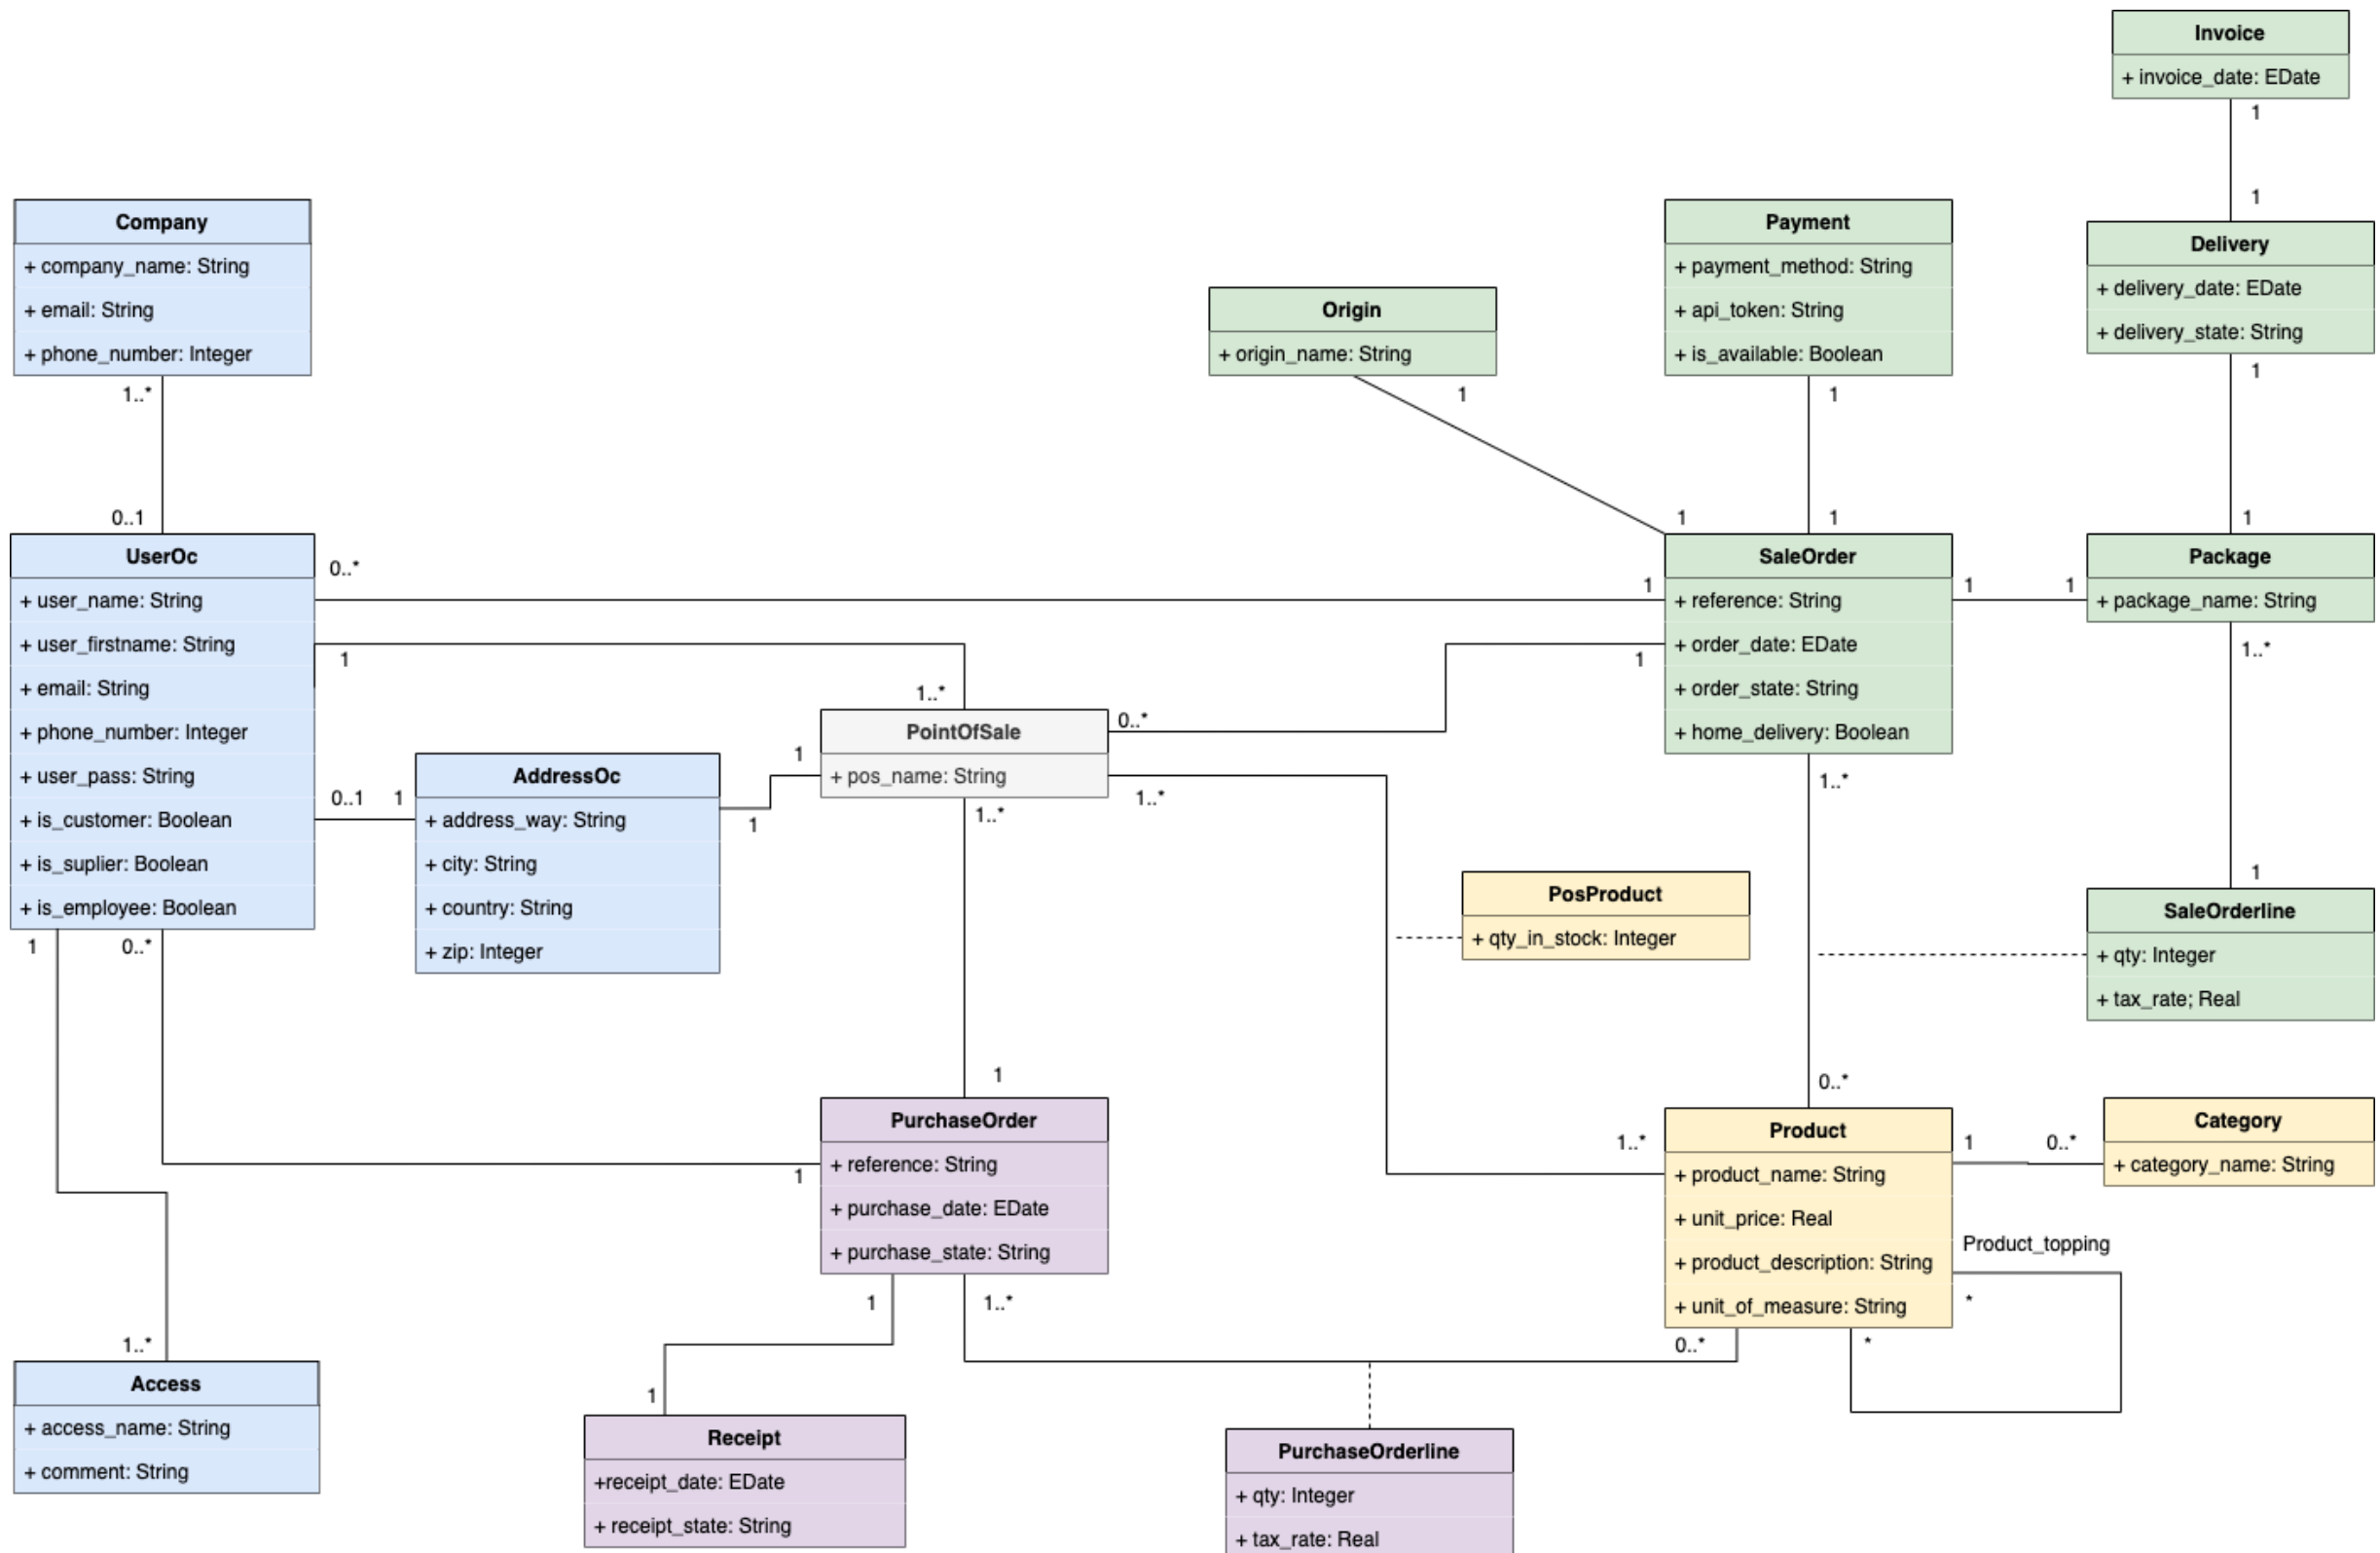 Invoice
+ invoice_date: EDate
1
1
Delivery
+ delivery_date: EDate
+ delivery_state: String
1
1
Company
+ company_name: String
+ email: String
+ phone_number: Integer
1..*
0..1
Origin
+ origin_name: String
1
1
Payment
+ payment_method: String
+ api_token: String
+ is_available: Boolean
1
1
UserOc
+ user_name: String
+ user_firstname: String
+ email: String
+ phone_number: Integer
+ user_pass: String
+ is_customer: Boolean
+ is_suplier: Boolean
+ is_employee: Boolean
0..*
1
1
1..*
0..1
1
1
0..*
SaleOrder
+ reference: String
+ order_date: EDate
+ order_state: String
+ home_delivery: Boolean
1
1
1
1..*
0..*
Package
+ package_name: String
1..*
1
AddressOc
+ address_way: String
+ city: String
+ country: String
+ zip: Integer
1
1
PointOfSale
+ pos_name: String
0..*
1..*
1..*
1
1..*
PosProduct
+ qty_in_stock: Integer
SaleOrderline
+ qty: Integer
+ tax_rate; Real
PurchaseOrder
+ reference: String
+ purchase_date: EDate
+ purchase_state: String
1
1
1..*
Product
+ product_name: String
+ unit_price: Real
+ product_description: String
+ unit_of_measure: String
1
0..*
Category
+ category_name: String
Product_topping
*
*
0..*
1..*
Access
+ access_name: String
+ comment: String
1
Receipt
+receipt_date: EDate
+ receipt_state: String
PurchaseOrderline
+ qty: Integer
+ tax_rate: Real